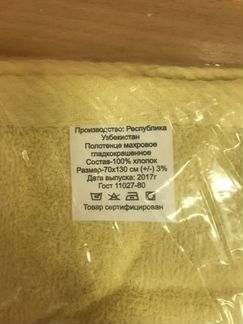 Производство: Республика
Узбекистан
Полотенце махровое
гладкокрашенное
Состав-100% хлопок
Размер-70х130 см (+/-) 3%
Дата выпуска: 2017г
Гост 11027-80
Товар сертифицирован